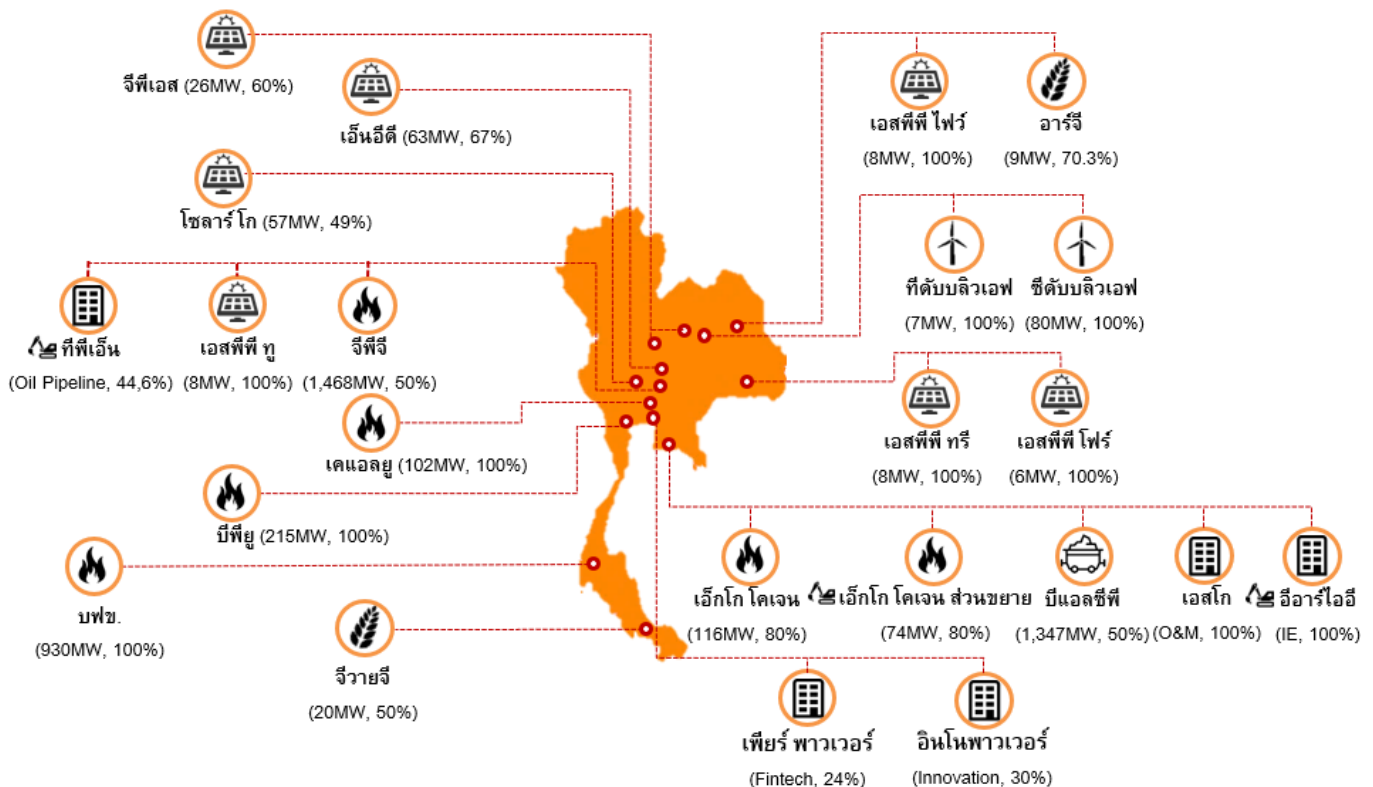 จีพีเอส (26MW, 60%)
เอ็นอีดี (63MW, 67%)
โซลาร์ โก (57MW, 49%)
ทีพีเอ็น
(Oil Pipeline, 44,6%)
เอสพีพี ทู
(8MW, 100%)
จีพีจี
(1,468MW, 50%)
เคแอลยู (102MW, 100%)
บีพียู (215MW, 100%)
บฟข.
(930MW, 100%)
จีวายจี
(20MW, 50%)
เอสพีพี ไฟว์
(8MW, 100%)
อาร์จี
(9MW, 70.3%)
ทีดับบลิวเอฟ
(7MW, 100%)
ซีดับบลิวเอฟ
(80MW, 100%)
เอสพีพี ทรี
(8MW, 100%)
เอสพีพี โฟร์
(6MW, 100%)
เอ็กโก โคเจน
(116MW, 80%)
เอ็กโก โคเจน ส่วนขยาย
(74MW, 80%)
บีแอลซีพี
(1,347MW, 50%)
เอสโก
(O&M, 100%)
อีอาร์ไออี
(IE, 100%)
เพียร์ พาวเวอร์
(Fintech, 24%)
อินโนพาวเวอร์
(Innovation, 30%)